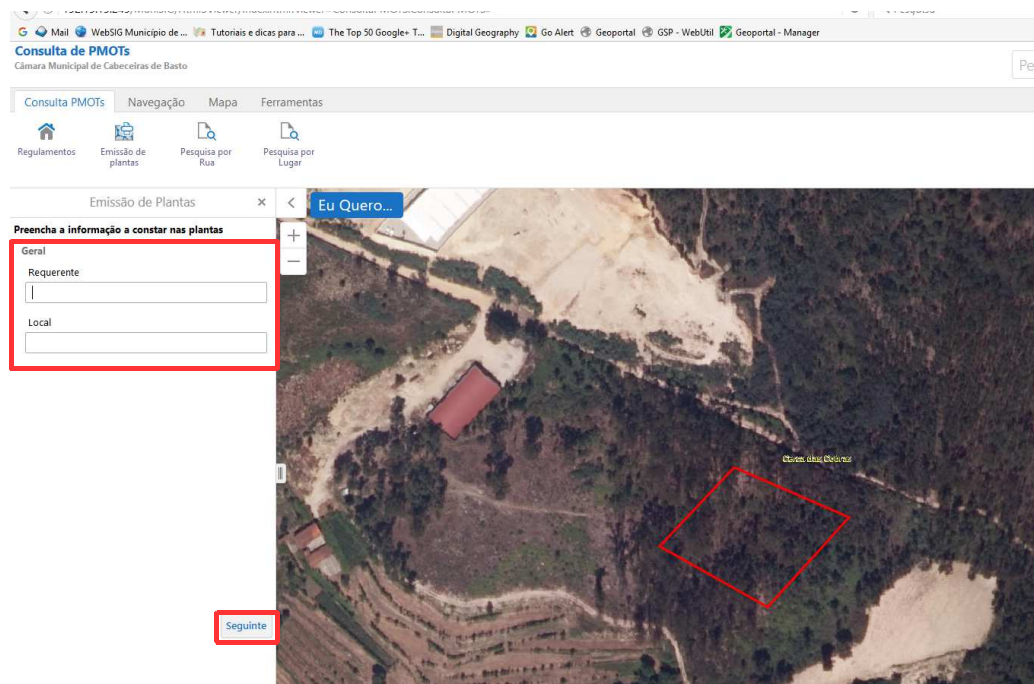 G Mail WebSIG Município de ... Tutoriais e dicas para ... The Top 50 Google+ T... Digital Geography Go Alert Geoportal GSP - WebUtil Geoportal - Manager
Consulta de PMOTs
Câmara Municipal de Cabeceiras de Basto
Pe
Consulta PMOTs Navegação Mapa Ferramentas
Regulamentos
Emissão de plantas
Pesquisa por Rua
Pesquisa por Lugar
Emissão de Plantas ×
Eu Quero...
Preencha a informação a constar nas plantas
Geral
Requerente
Local
Seguinte